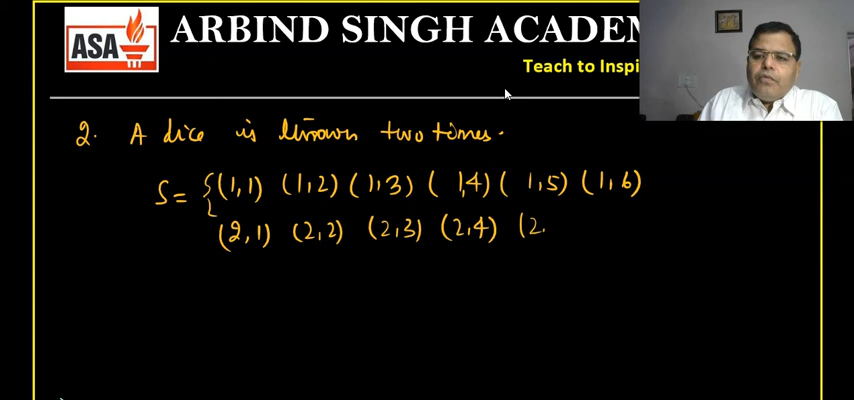 ASA
ARBIND SINGH ACADEM
Teach to Inspi
2. A dice is thrown two times.
S = { (1,1) (1,2) (1,3) (1,4) (1,5) (1,6)
(2,1) (2,2) (2,3) (2,4) (2,